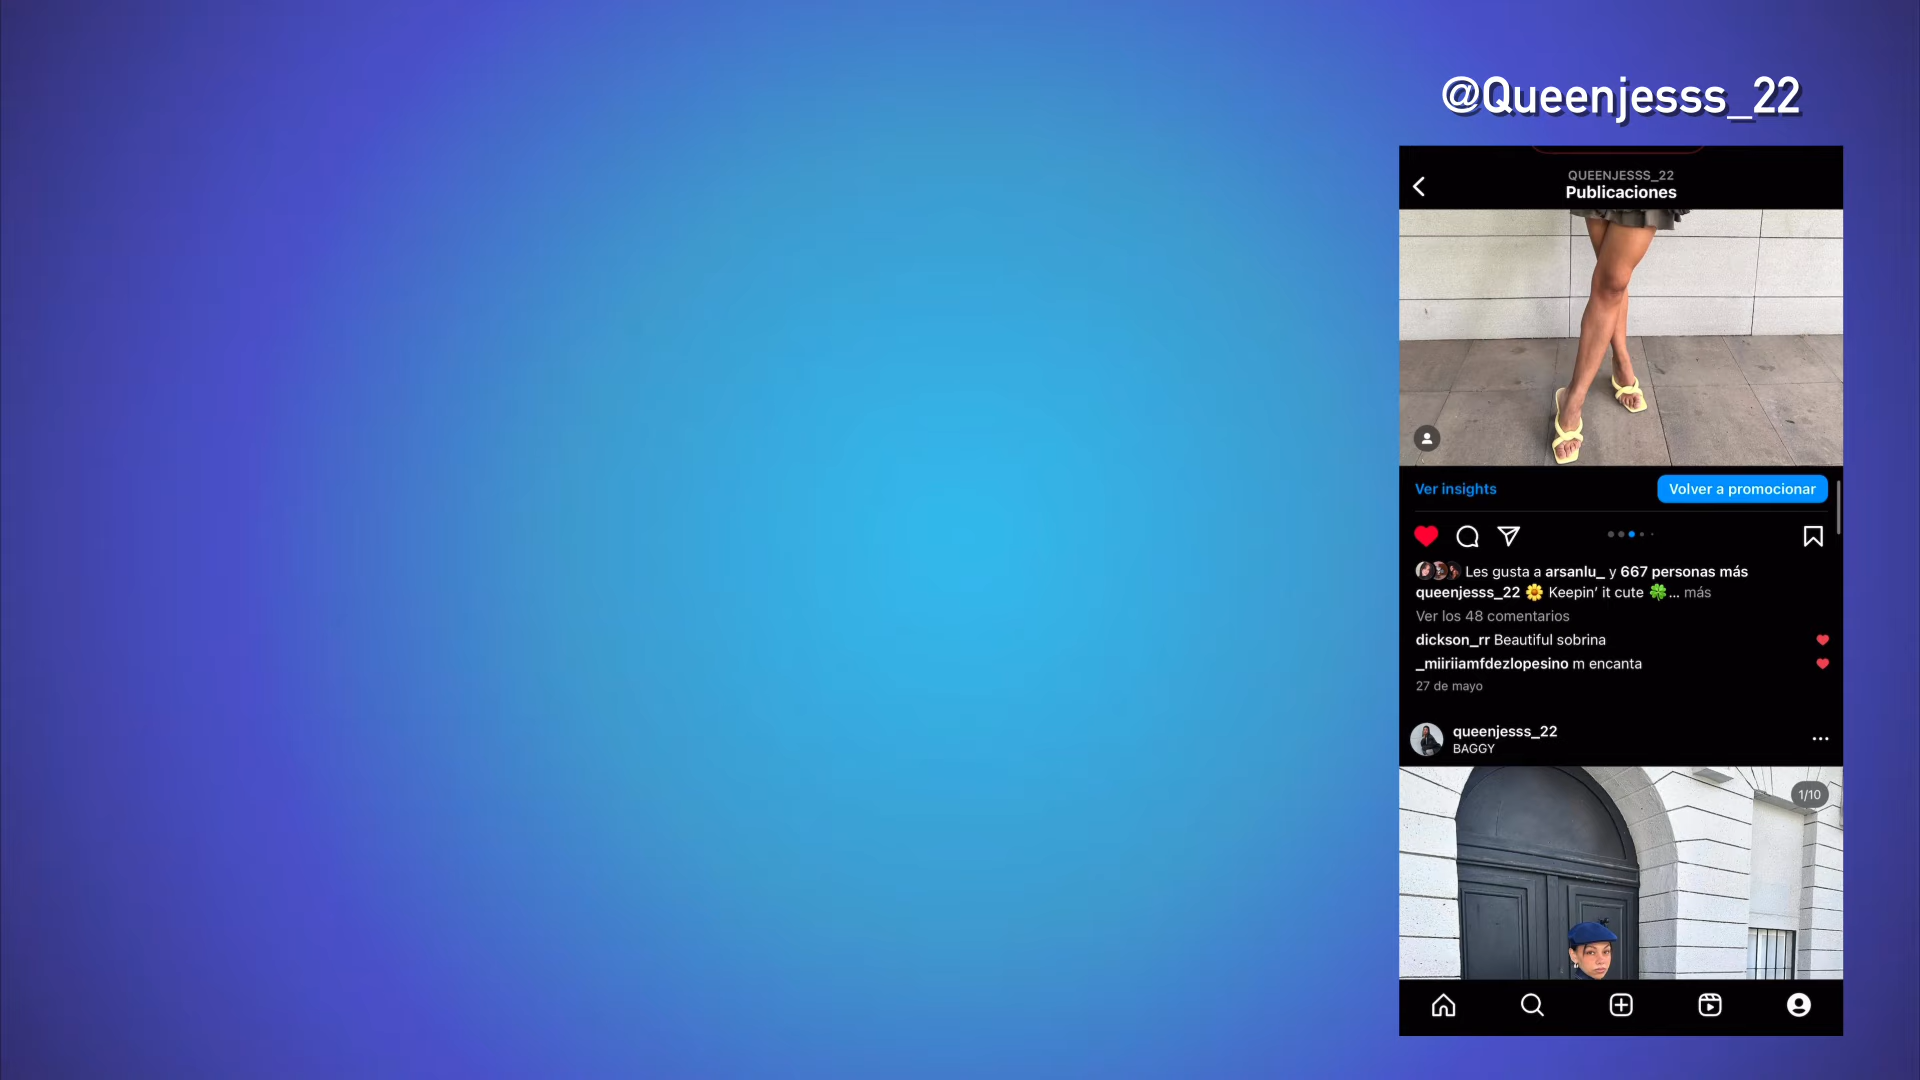 @Queenjesss_22
QUEENJESSS_22
Publicaciones
Ver insights
Volver a promocionar
Les gusta a arsanlu_ y 667 personas más
queenjesss_22 🌼 Keepin’ it cute 🍀... más
Ver los 48 comentarios
dickson_rr Beautiful sobrina
_miiriiamfdezlopesino m encanta
27 de mayo
queenjesss_22
BAGGY
1/10